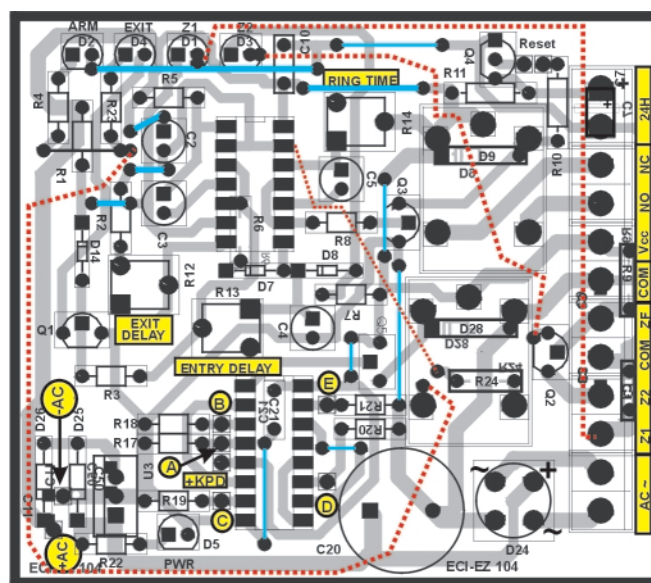 ARM EXIT Z1 Z2
D2 D4 D1 D3
C10
Q4
Reset
R4
R5
RING TIME
R11
R23
C7
24H
R14
D9
R10
C2
R1
C5
Q3
NC
R2
R6
NO
C3
R8
D14
Vcc
R12
D7
D8
R9
COM
R13
R7
EXIT
DELAY
Q1
C4
ZF
D28
ENTRY DELAY
COM
R3
R24
Q2
-AC
B
E
C21
Z2
D26
D25
R18
R21
R17
R20
Z1
U3
A
+KPD
R19
C
D
AC ~
~ +
+AC
D5
C20
D24
~
R22
PWR
ECI-EZ 104